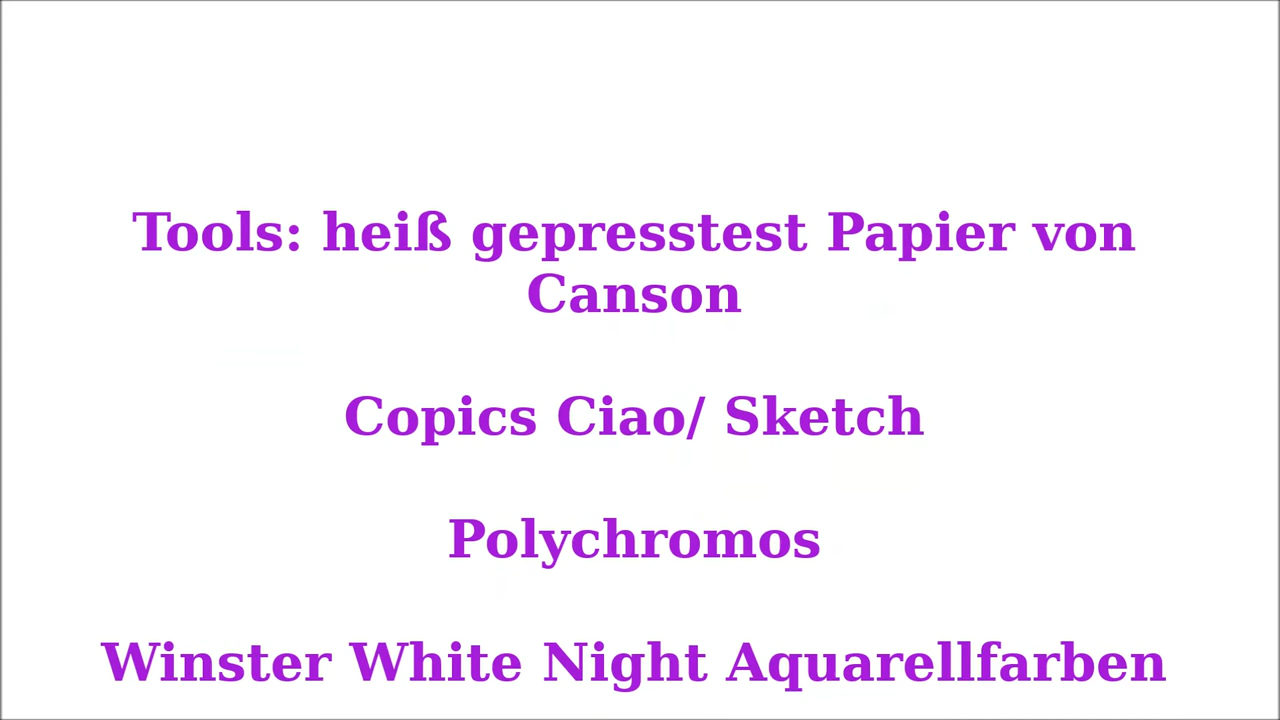 Tools: heiß gepresstest Papier von
Canson
Copics Ciao/ Sketch
Polychromos
Winster White Night Aquarellfarben